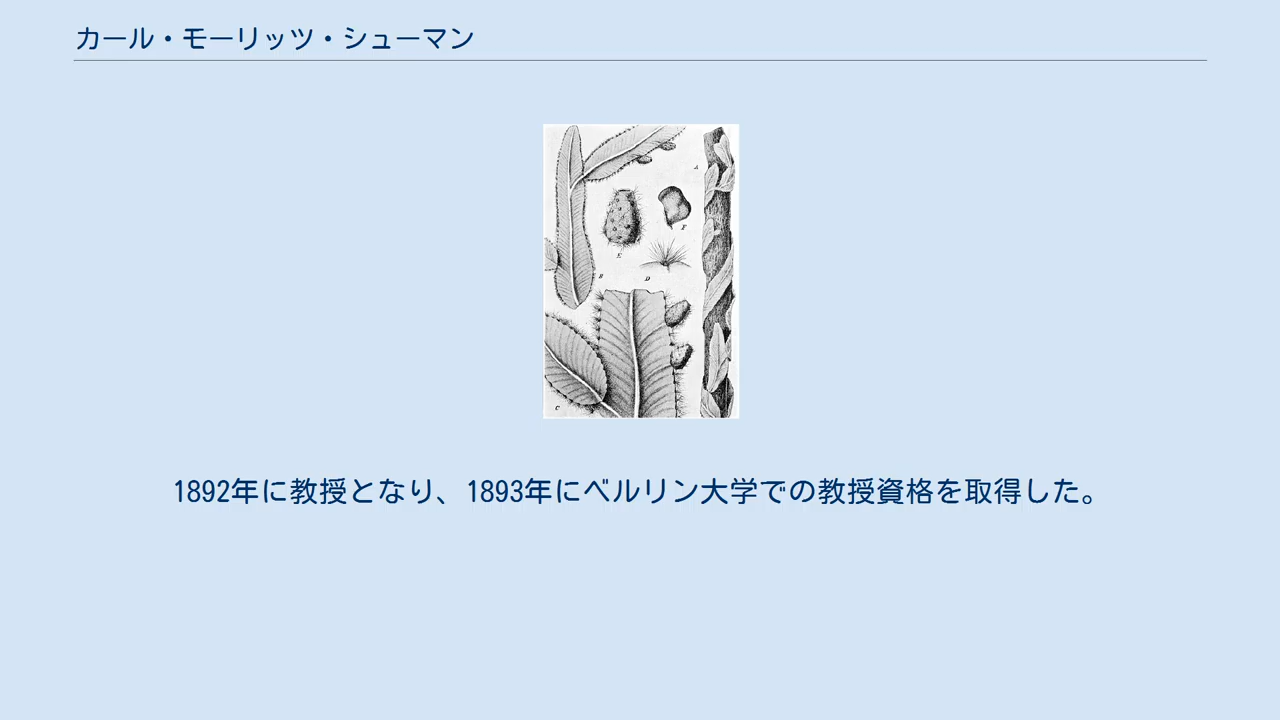 カール・モーリッツ・シューマン
A
F
E
B
D
C
1892年に教授となり、1893年にベルリン大学での教授資格を取得した。